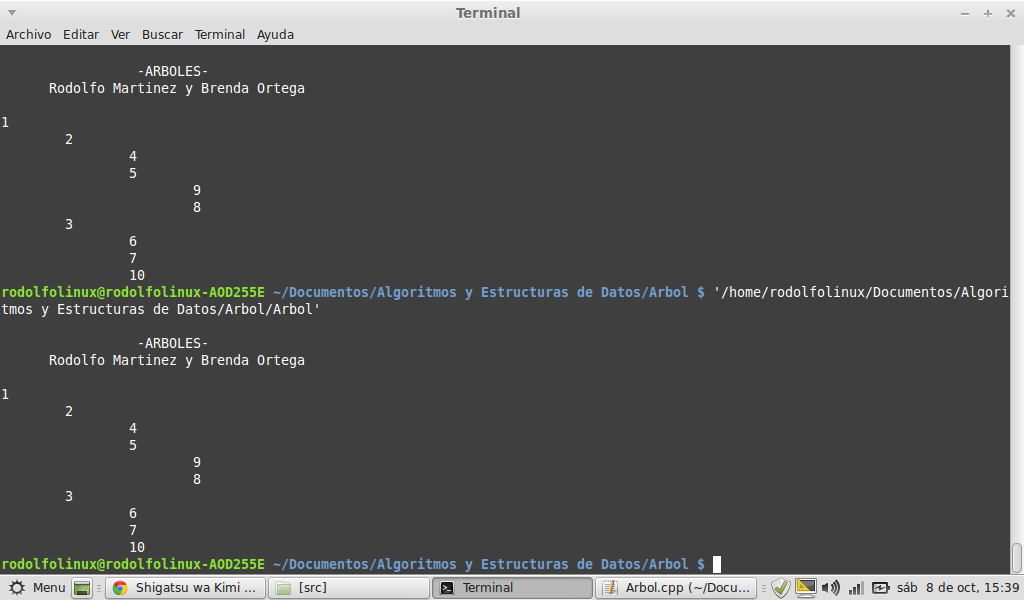 Terminal
Archivo Editar Ver Buscar Terminal Ayuda
-ARBOLES-
Rodolfo Martinez y Brenda Ortega
1
2
4
5
9
8
3
6
7
10
rodolfolinux@rodolfolinux-AOD255E ~/Documentos/Algoritmos y Estructuras de Datos/Arbol $ '/home/rodolfolinux/Documentos/Algori
tmos y Estructuras de Datos/Arbol/Arbol'
-ARBOLES-
Rodolfo Martinez y Brenda Ortega
1
2
4
5
9
8
3
6
7
10
rodolfolinux@rodolfolinux-AOD255E ~/Documentos/Algoritmos y Estructuras de Datos/Arbol $
Menu Shigatsu wa Kimi ... [src] Terminal Arbol.cpp (~/Docu... sáb 8 de oct, 15:39